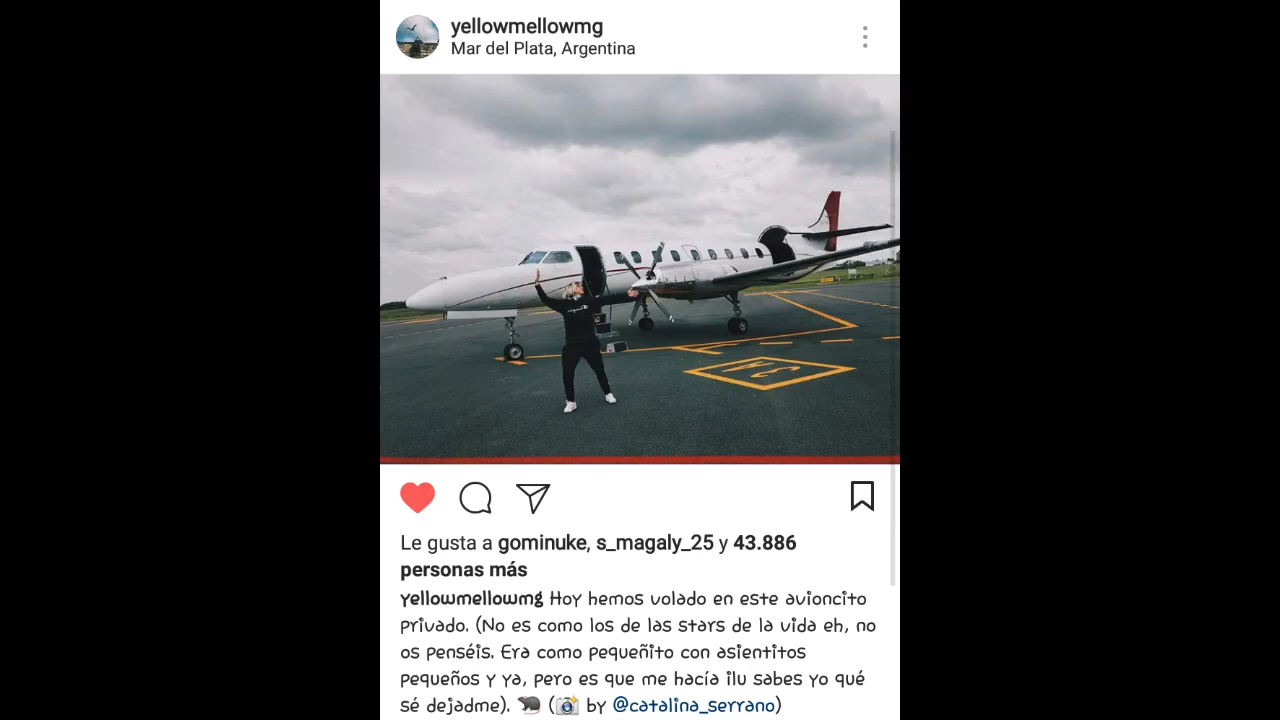 yellowmellowmg
Mar del Plata, Argentina
Le gusta a gominuke, s_magaly_25 y 43.886
personas más
yellowmellowmg Hoy hemos volado en este avioncito
privado. (No es como los de las stars de la vida eh, no
os penséis. Era como pequeñito con asientitos
pequeños y ya, pero es que me hacía ilu sabes yo qué
sé dejadme). 🐀 (📸 by @catalina_serrano)